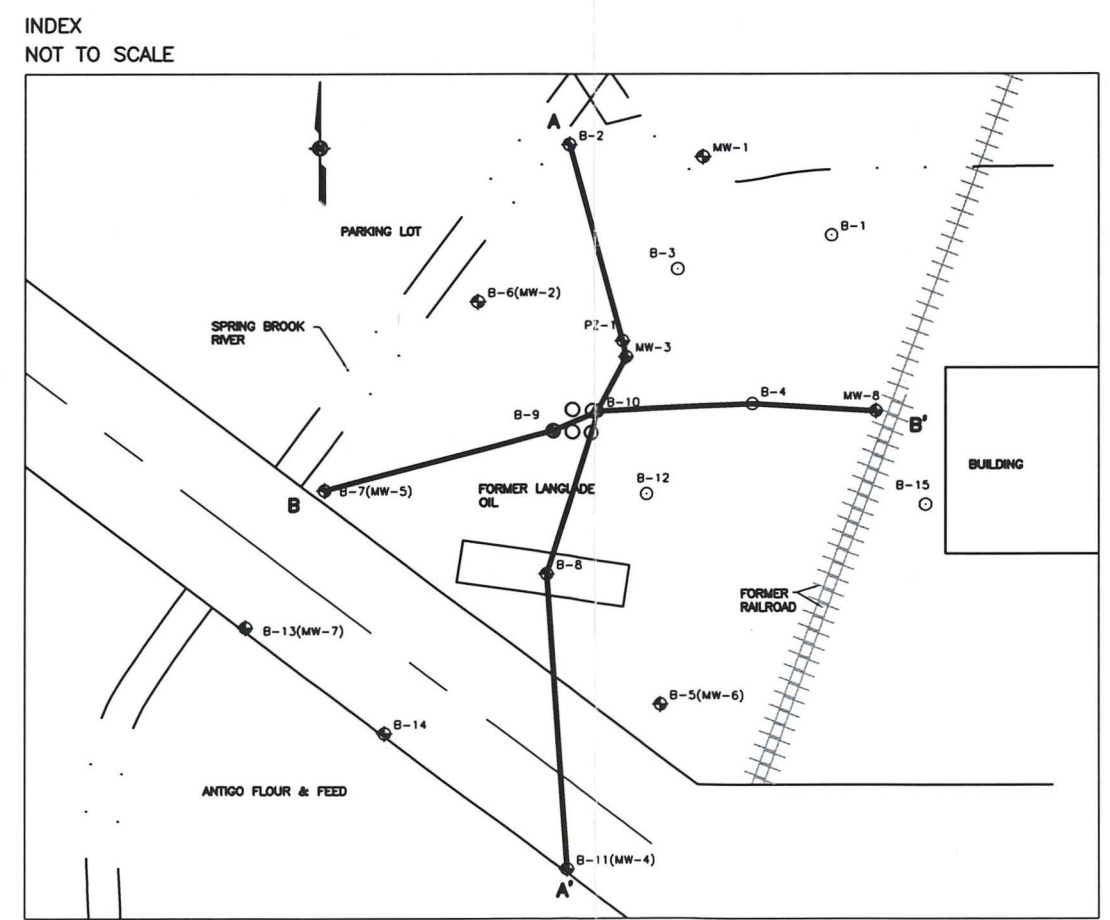 INDEX
NOT TO SCALE
A
B-2
MW-1
B-1
PARKING LOT
B-3
B-6(MW-2)
SPRING BROOK
RIVER
PZ-1
MW-3
B-4
MW-8
B-10
B-9
B'
BUILDING
B-12
B-15
B-7(MW-5)
FORMER LANGLADE
OIL
B
B-8
FORMER
RAILROAD
B-13(MW-7)
B-5(MW-6)
B-14
ANTIGO FLOUR & FEED
B-11(MW-4)
A'